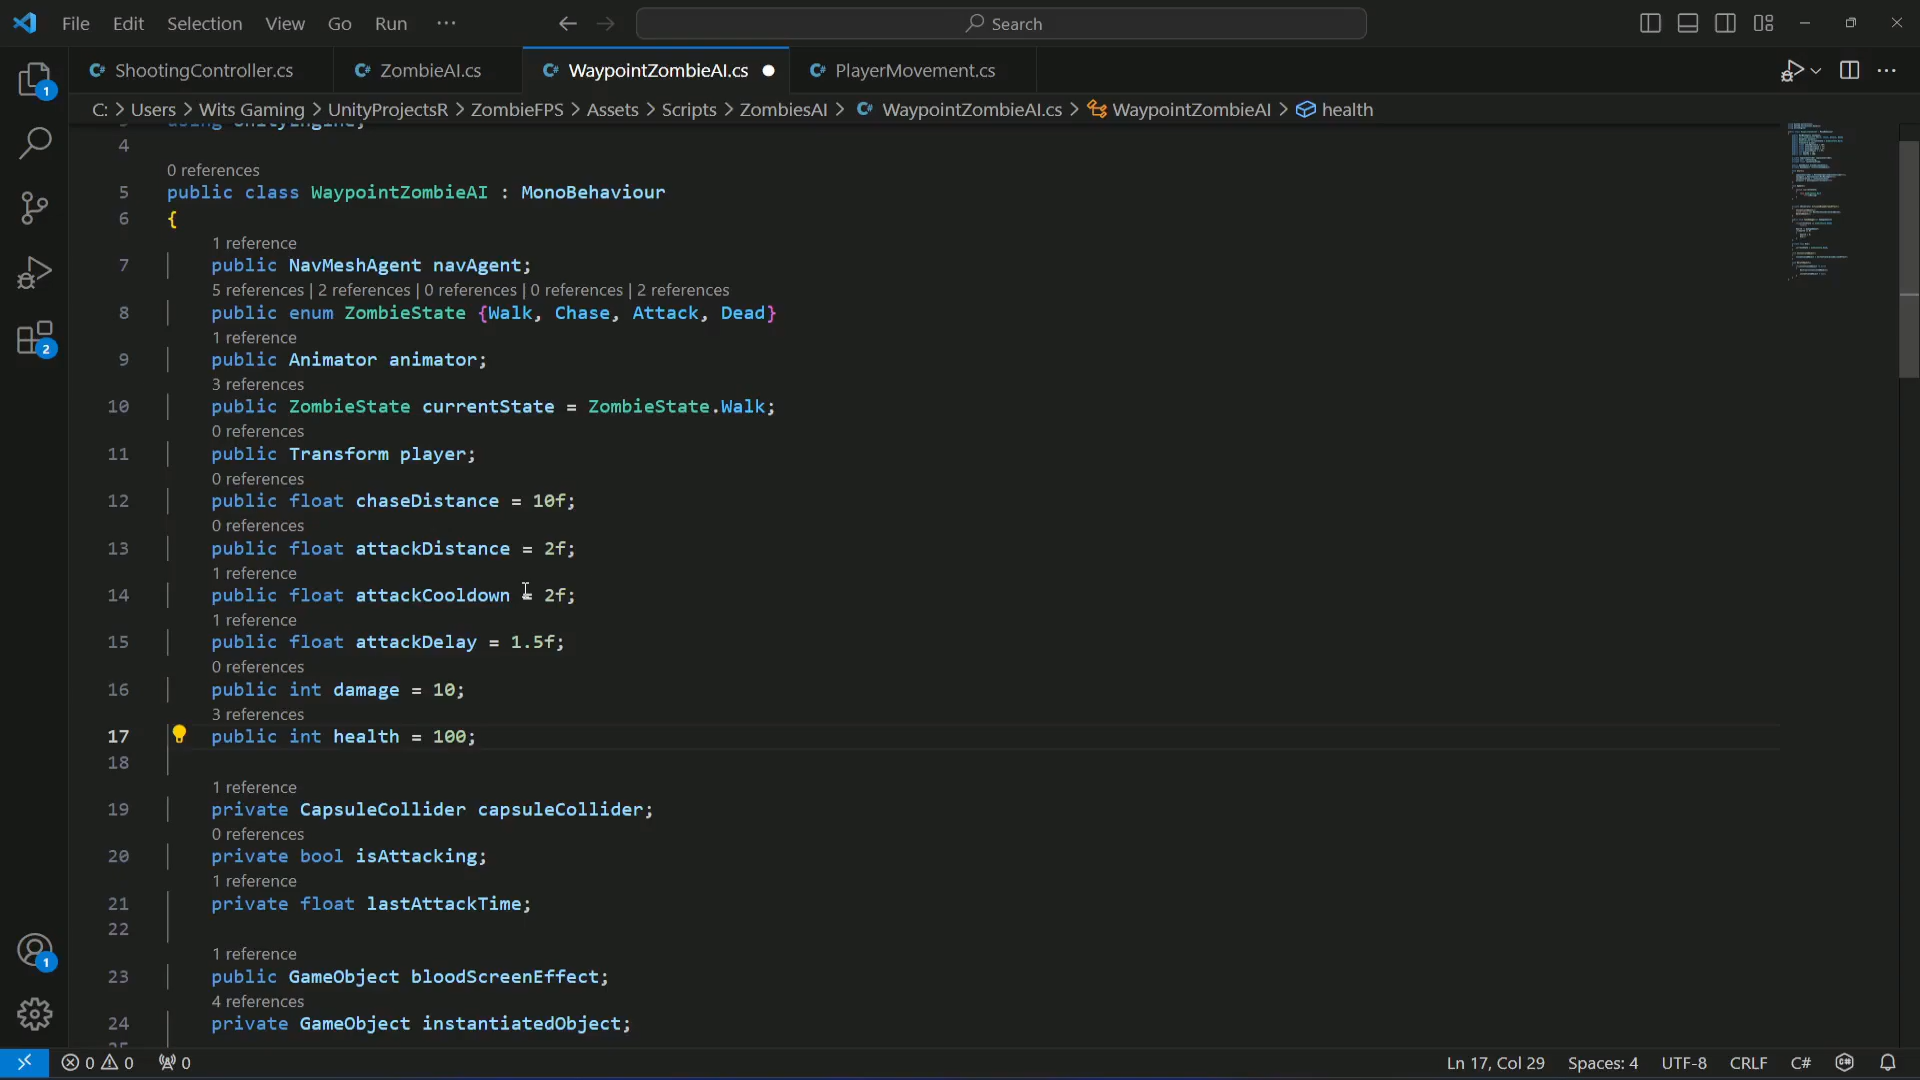 File Edit Selection View Go Run ··· Search
ShootingController.cs ZombieAI.cs WaypointZombieAI.cs PlayerMovement.cs
C: > Users > Wits Gaming > UnityProjectsR > ZombieFPS > Assets > Scripts > ZombiesAI > WaypointZombieAI.cs > WaypointZombieAI > health
using UnityEngine;
4
0 references
5 public class WaypointZombieAI : MonoBehaviour
6 {
1 reference
7 public NavMeshAgent navAgent;
5 references | 2 references | 0 references | 0 references | 2 references
8 public enum ZombieState {Walk, Chase, Attack, Dead}
1 reference
9 public Animator animator;
3 references
10 public ZombieState currentState = ZombieState.Walk;
0 references
11 public Transform player;
0 references
12 public float chaseDistance = 10f;
0 references
13 public float attackDistance = 2f;
1 reference
14 public float attackCooldown = 2f;
1 reference
15 public float attackDelay = 1.5f;
0 references
16 public int damage = 10;
3 references
17 public int health = 100;
18
1 reference
19 private CapsuleCollider capsuleCollider;
0 references
20 private bool isAttacking;
1 reference
21 private float lastAttackTime;
22
1 reference
23 public GameObject bloodScreenEffect;
4 references
24 private GameObject instantiatedObject;
1
2
1
0 0 0 Ln 17, Col 29 Spaces: 4 UTF-8 CRLF C#